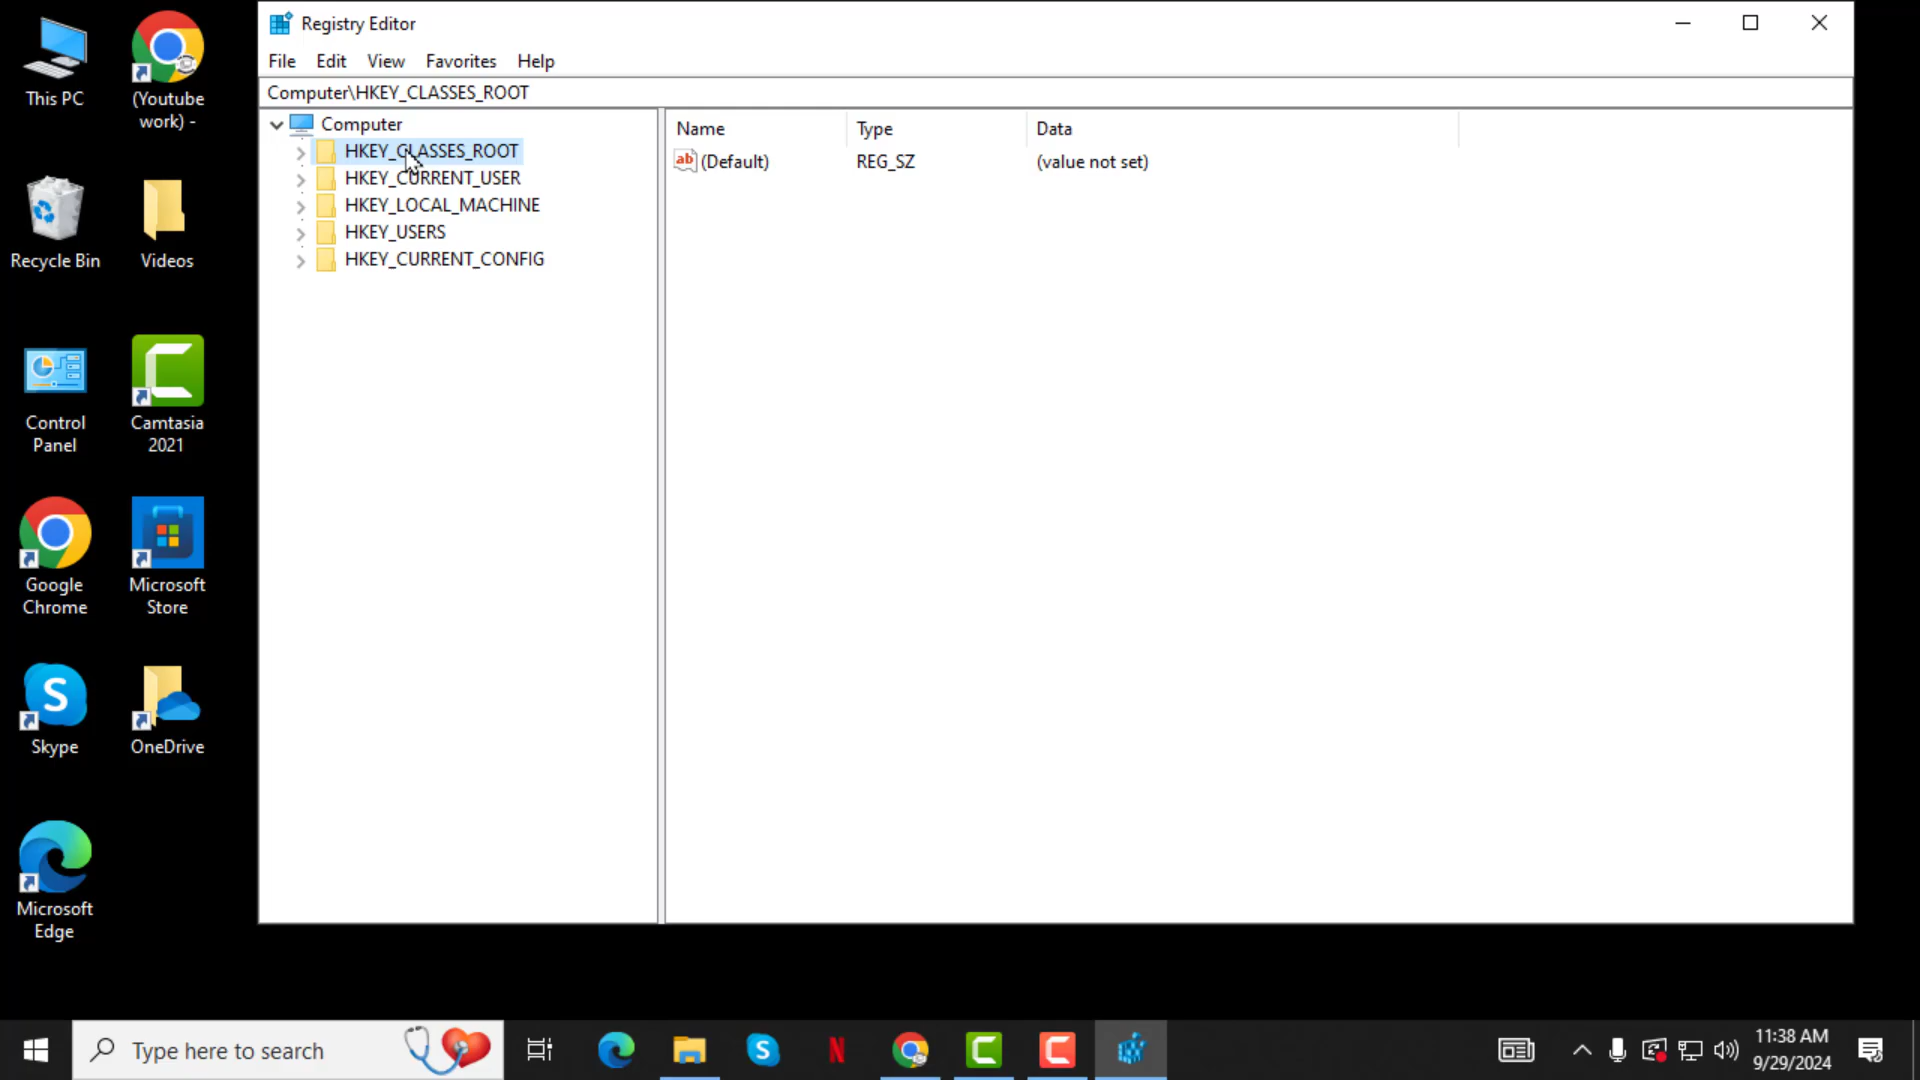 This PC
(Youtube
work) -
Recycle Bin
Videos
Control
Panel
Camtasia
2021
Google
Chrome
Microsoft
Store
Skype
OneDrive
Microsoft
Edge
Registry Editor
File Edit View Favorites Help
Computer\HKEY_CLASSES_ROOT
Computer
HKEY_CLASSES_ROOT
HKEY_CURRENT_USER
HKEY_LOCAL_MACHINE
HKEY_USERS
HKEY_CURRENT_CONFIG
Name Type Data
ab (Default) REG_SZ (value not set)
Type here to search
11:38 AM
9/29/2024